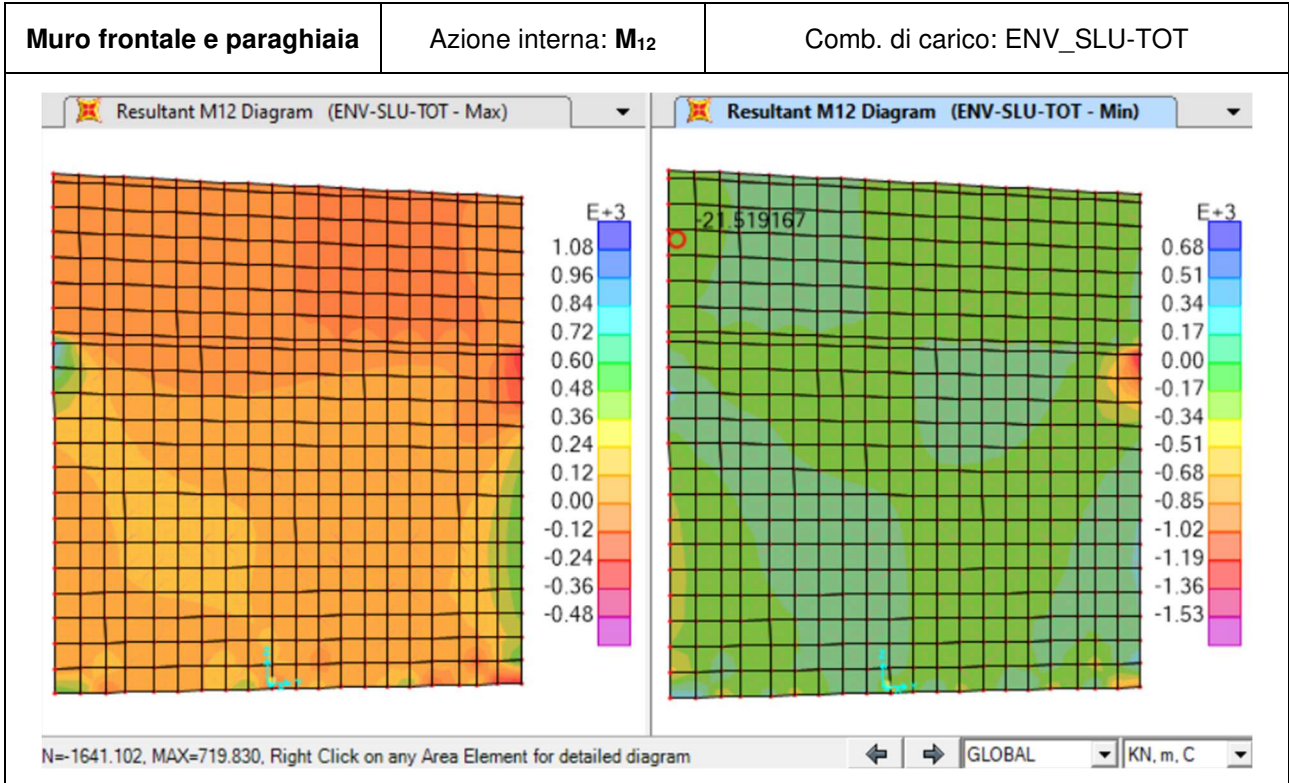 Muro frontale e paraghiaia
Azione interna: M12
Comb. di carico: ENV_SLU-TOT
Resultant M12 Diagram (ENV-SLU-TOT - Max)
Resultant M12 Diagram (ENV-SLU-TOT - Min)
E+3
1.08
0.96
0.84
0.72
0.60
0.48
0.36
0.24
0.12
0.00
-0.12
-0.24
-0.36
-0.48
-21.519167
E+3
0.68
0.51
0.34
0.17
0.00
-0.17
-0.34
-0.51
-0.68
-0.85
-1.02
-1.19
-1.36
-1.53
N=-1641.102, MAX=719.830, Right Click on any Area Element for detailed diagram
GLOBAL
KN, m, C